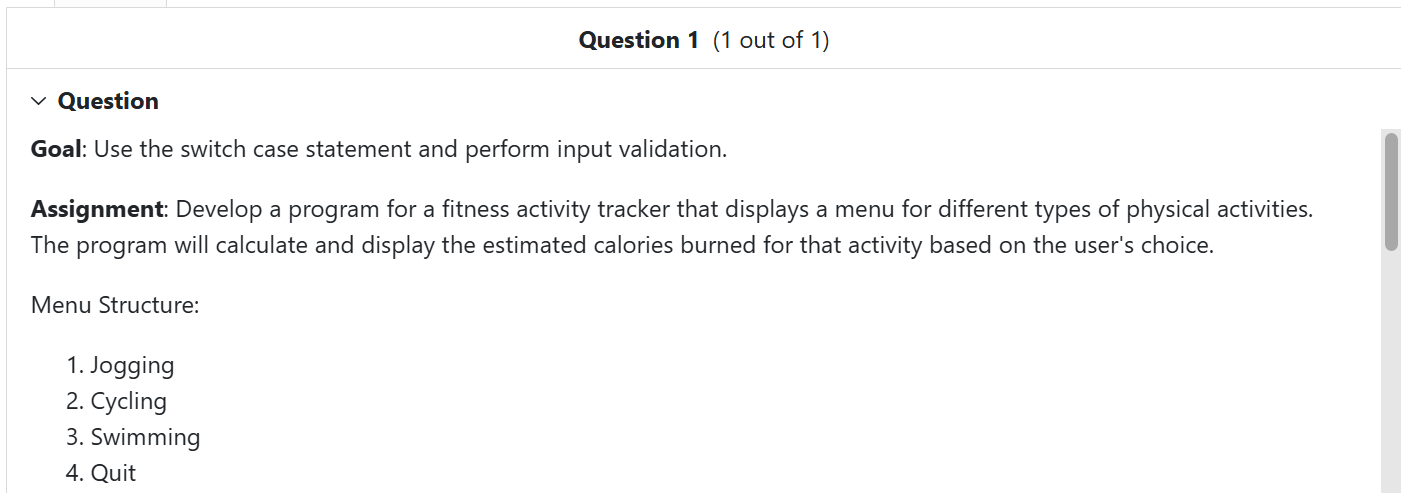 Question 1 (1 out of 1)
Question
Goal: Use the switch case statement and perform input validation.
Assignment: Develop a program for a fitness activity tracker that displays a menu for different types of physical activities.
The program will calculate and display the estimated calories burned for that activity based on the user's choice.
Menu Structure:
1. Jogging
2. Cycling
3. Swimming
4. Quit